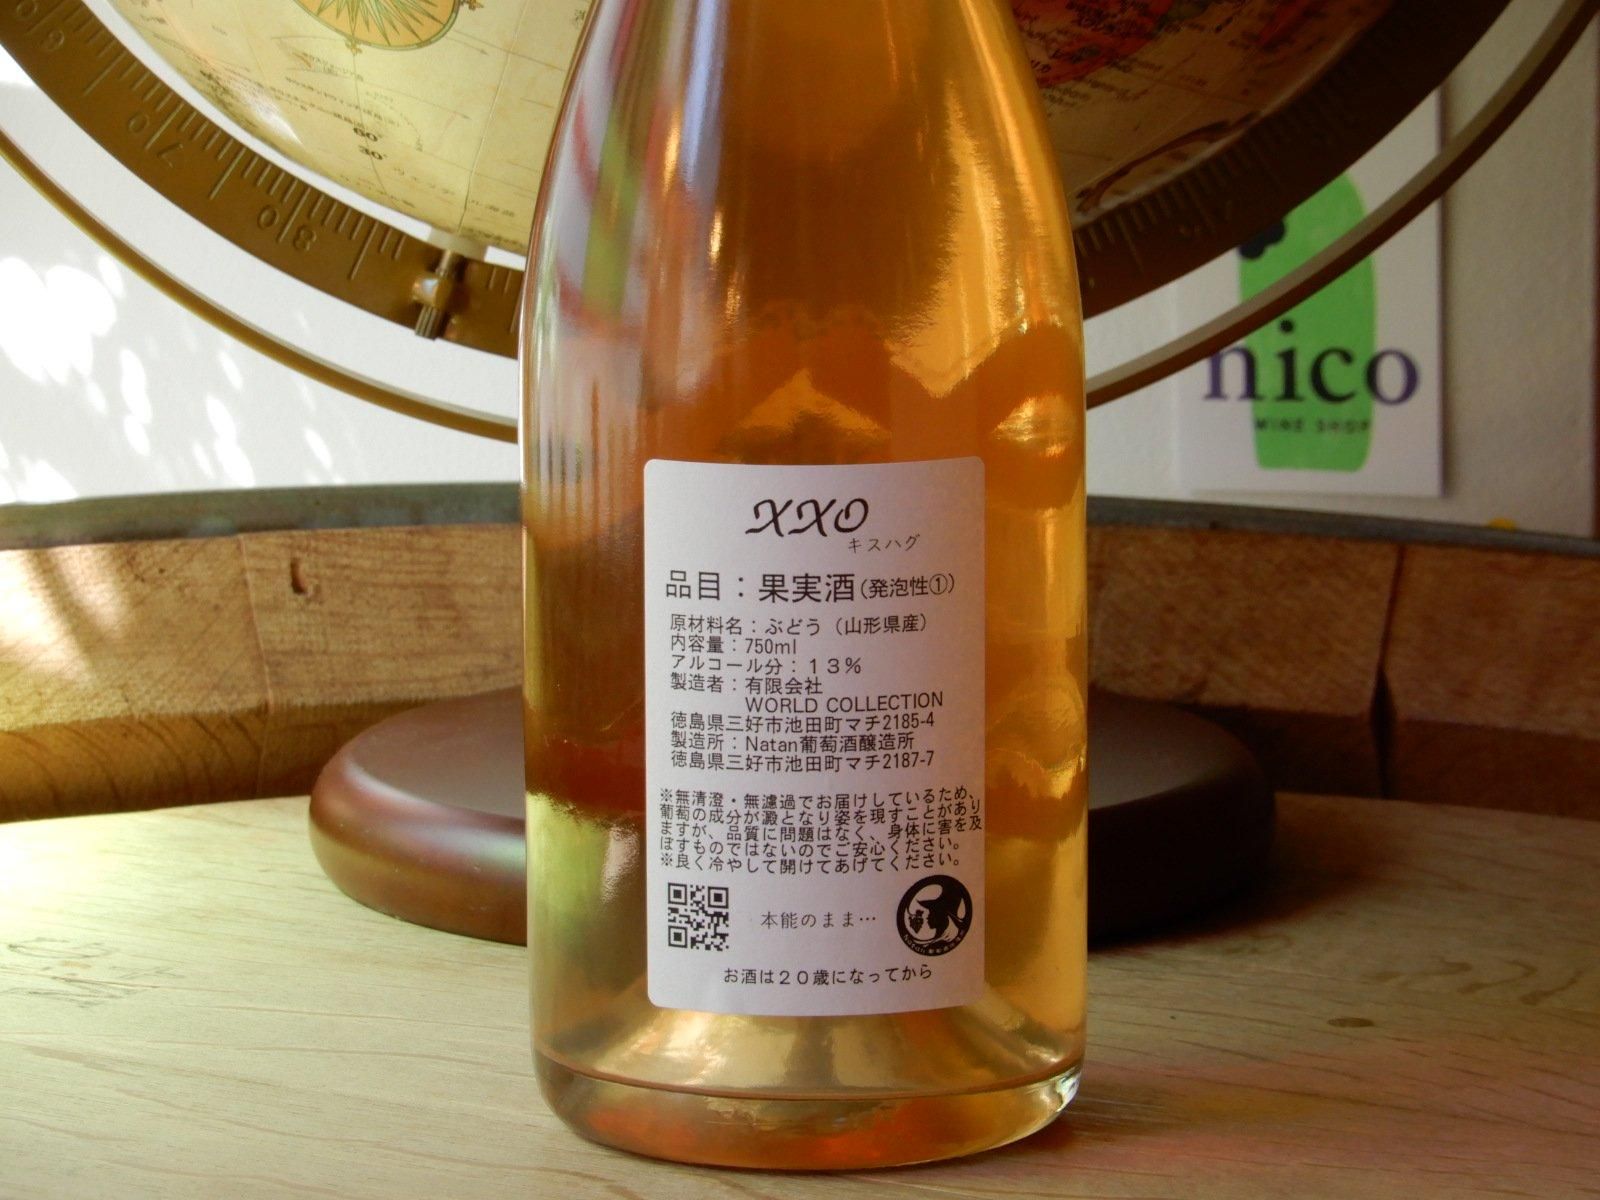 60°
30°
nico
WINE SHOP
XXO
キスハグ
品目：果実酒(発泡性①)
原材料名：ぶどう（山形県産）
内容量：750ml
アルコール分：１３％
製造者：有限会社
WORLD COLLECTION
徳島県三好市池田町マチ2185-4
製造所：Natan葡萄酒醸造所
徳島県三好市池田町マチ2187-7
※無清澄・無濾過でお届けしているため、
葡萄の成分が澱となり姿を現すことがあり
ますが、品質に問題はなく、身体に害を及
ぼすものではないのでご安心ください。
※良く冷やして開けてあげてください。
本能のまま…
お酒は２０歳になってから